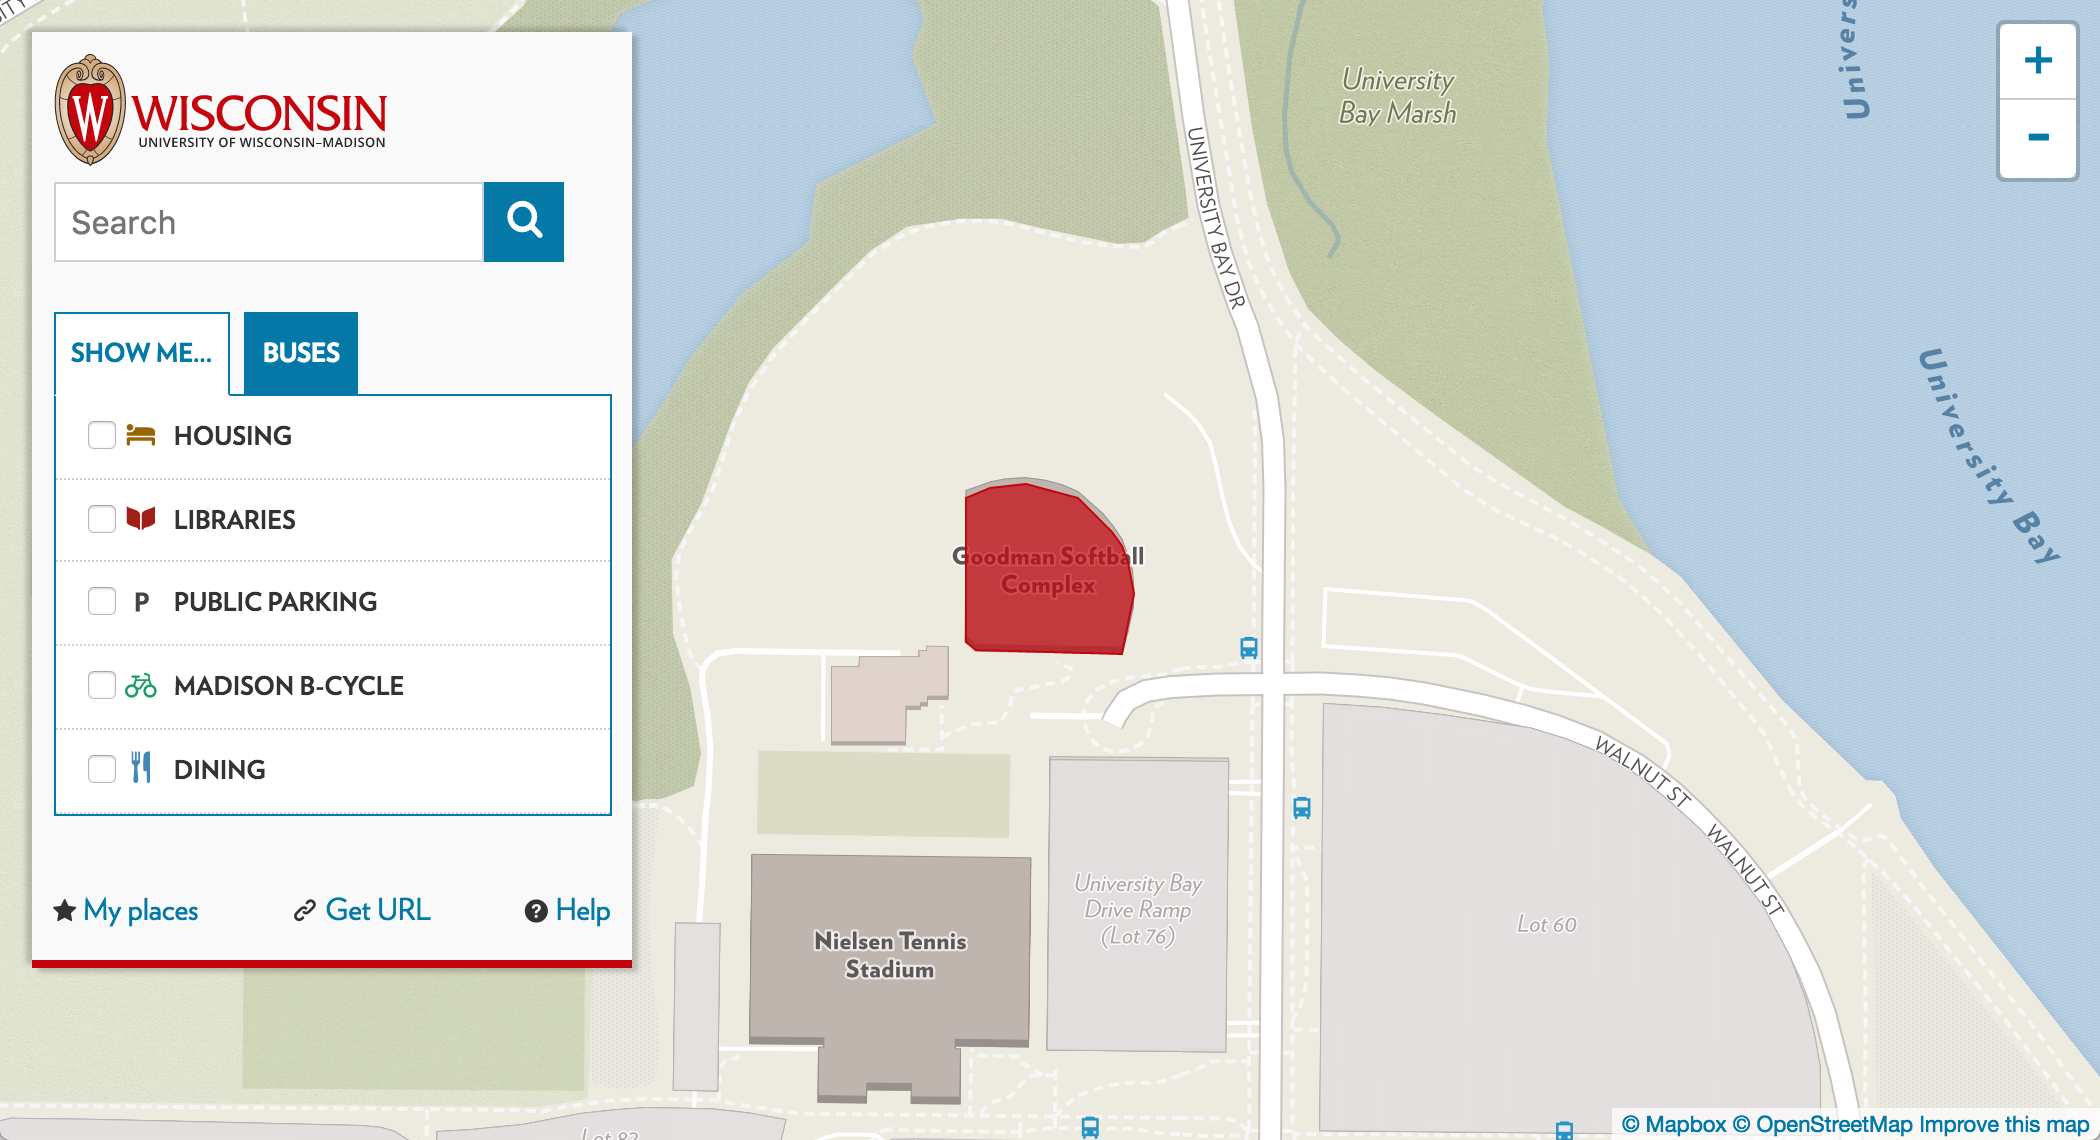 WISCONSIN
UNIVERSITY OF WISCONSIN–MADISON
Search
SHOW ME...
BUSES
HOUSING
LIBRARIES
P PUBLIC PARKING
MADISON B-CYCLE
DINING
My places
Get URL
? Help
University
Bay Marsh
UNIVERSITY BAY DR
Univers
University Bay
+
-
Goodman Softball
Complex
WALNUT ST
WALNUT ST
University Bay
Drive Ramp
(Lot 76)
Lot 60
Nielsen Tennis
Stadium
Lot 82
© Mapbox © OpenStreetMap Improve this map